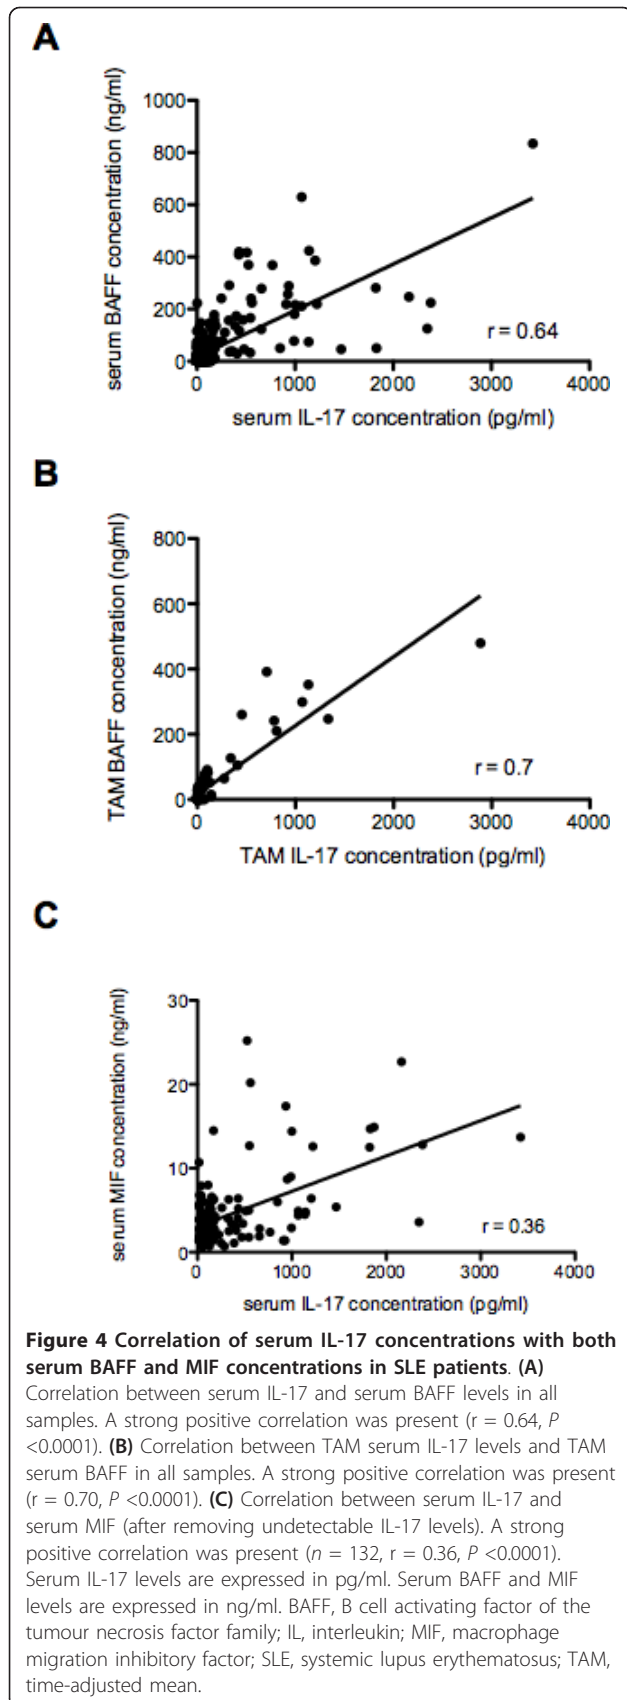 A
serum BAFF concentration (ng/ml)
1000
800
600
400
200
0
0
1000
2000
3000
4000
r = 0.64
serum IL-17 concentration (pg/ml)
B
TAM BAFF concentration (ng/ml)
800
600
400
200
0
0
1000
2000
3000
4000
r = 0.7
TAM IL-17 concentration (pg/ml)
C
serum MIF concentration (ng/ml)
30
20
10
0
0
1000
2000
3000
4000
r = 0.36
serum IL-17 concentration (pg/ml)
Figure 4 Correlation of serum IL-17 concentrations with both
serum BAFF and MIF concentrations in SLE patients. (A)
Correlation between serum IL-17 and serum BAFF levels in all
samples. A strong positive correlation was present (r = 0.64, P
<0.0001). (B) Correlation between TAM serum IL-17 levels and TAM
serum BAFF in all samples. A strong positive correlation was present
(r = 0.70, P <0.0001). (C) Correlation between serum IL-17 and
serum MIF (after removing undetectable IL-17 levels). A strong
positive correlation was present (n = 132, r = 0.36, P <0.0001).
Serum IL-17 levels are expressed in pg/ml. Serum BAFF and MIF
levels are expressed in ng/ml. BAFF, B cell activating factor of the
tumour necrosis factor family; IL, interleukin; MIF, macrophage
migration inhibitory factor; SLE, systemic lupus erythematosus; TAM,
time-adjusted mean.